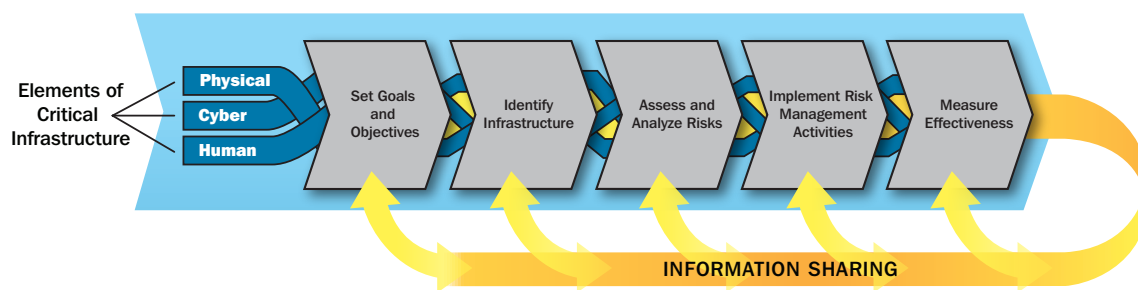 Elements of
Critical
Infrastructure
Physical
Cyber
Human
Set Goals
and
Objectives
Identify
Infrastructure
Assess and
Analyze Risks
Implement Risk
Management
Activities
Measure
Effectiveness
INFORMATION SHARING